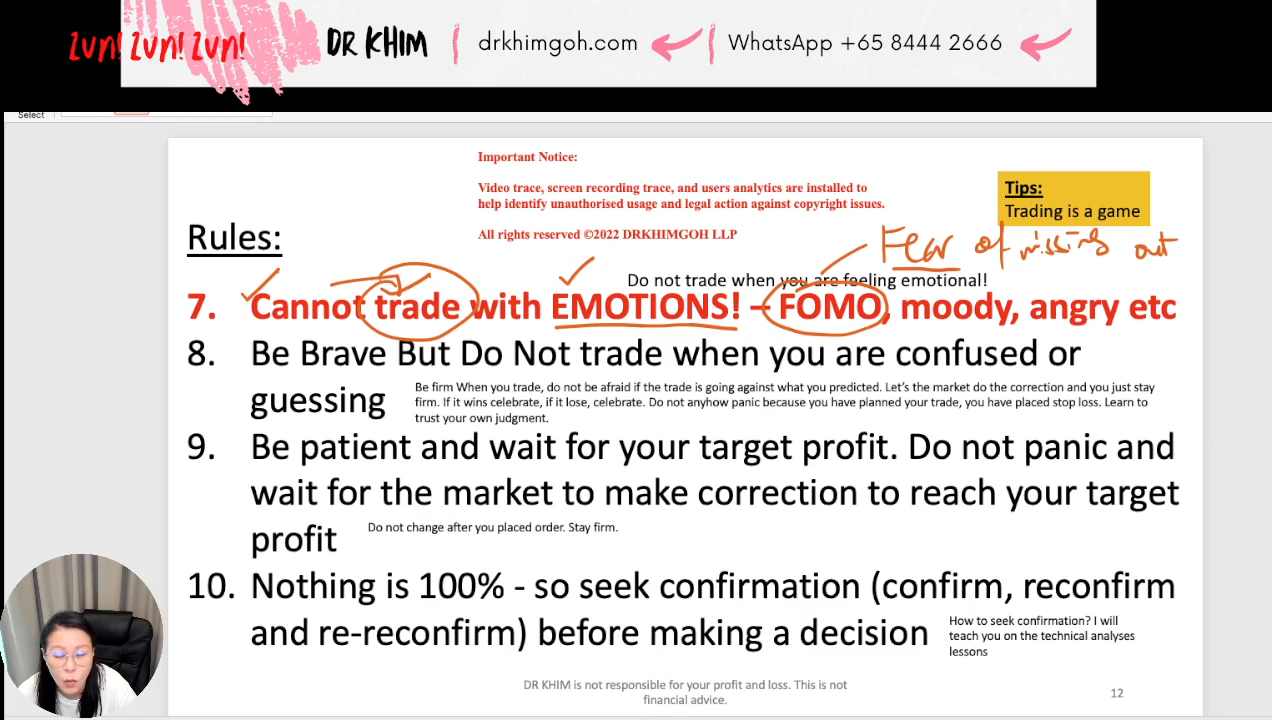 Zun! Zun! Zun! DR KHIM drkhimgoh.com WhatsApp +65 8444 2666
Select
Important Notice:
Video trace, screen recording trace, and users analytics are installed to
help identify unauthorised usage and legal action against copyright issues.
All rights reserved ©2022 DRKHIMGOH LLP
Tips:
Trading is a game
Rules:
Fear of missing out
Do not trade when you are feeling emotional!
7. Cannot trade with EMOTIONS! – FOMO, moody, angry etc
8. Be Brave But Do Not trade when you are confused or
guessing
Be firm When you trade, do not be afraid if the trade is going against what you predicted. Let's the market do the correction and you just stay
firm. If it wins celebrate, if it lose, celebrate. Do not anyhow panic because you have planned your trade, you have placed stop loss. Learn to
trust your own judgment.
9. Be patient and wait for your target profit. Do not panic and
wait for the market to make correction to reach your target
profit
Do not change after you placed order. Stay firm.
10. Nothing is 100% - so seek confirmation (confirm, reconfirm
and re-reconfirm) before making a decision
How to seek confirmation? I will
teach you on the technical analyses
lessons
DR KHIM is not responsible for your profit and loss. This is not
financial advice.
12